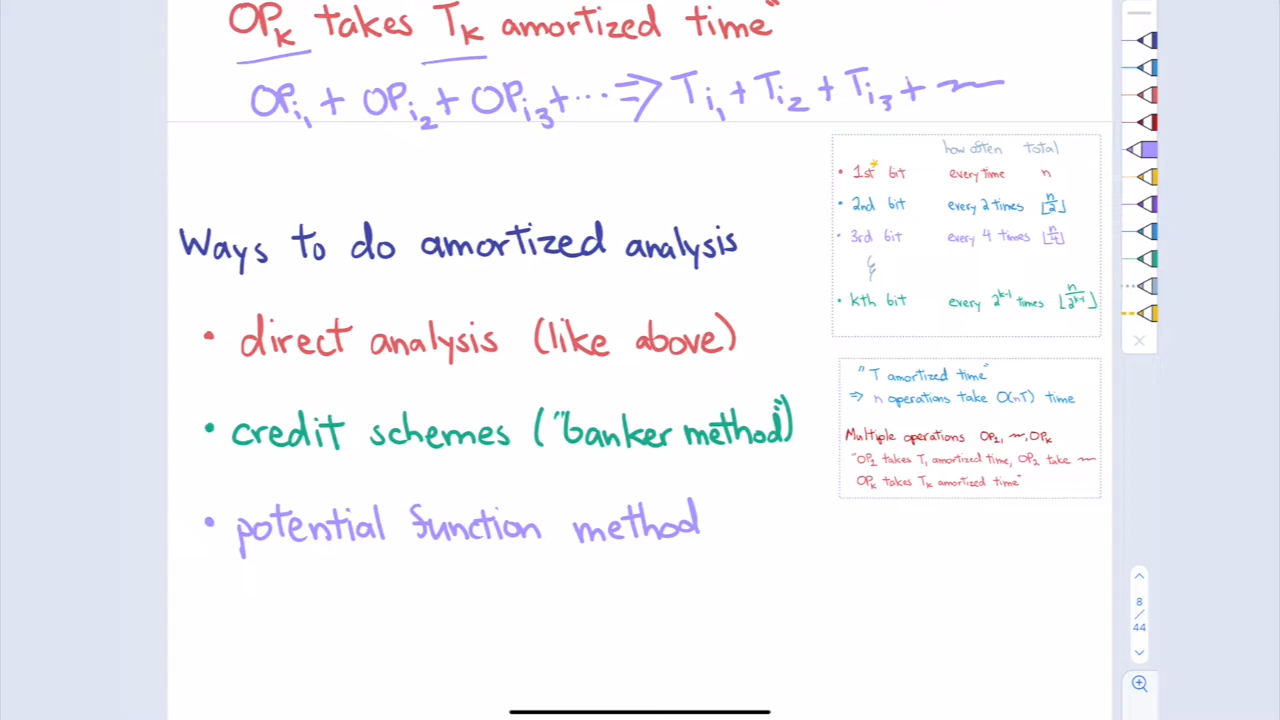 OPₖ takes Tₖ amortized time"
OPᵢ₁ + OPᵢ₂ + OPᵢ₃ + ··· ⇒ Tᵢ₁ + Tᵢ₂ + Tᵢ₃ + ~
Ways to do amortized analysis
• direct analysis (like above)
• credit schemes ("banker method")
• potential function method
how often total
• 1st* bit every time n
• 2nd bit every 2 times ⌊n/2⌋
• 3rd bit every 4 times ⌊n/4⌋
• kth bit every 2^(k-1) times ⌊n/2^(k-1)⌋
"T amortized time"
⇒ n operations take O(nT) time
Multiple operations OP₁, ~, OPₖ
"OP₁ takes T₁ amortized time, OP₂ take ~
OPₖ takes Tₖ amortized time"
8
/
44